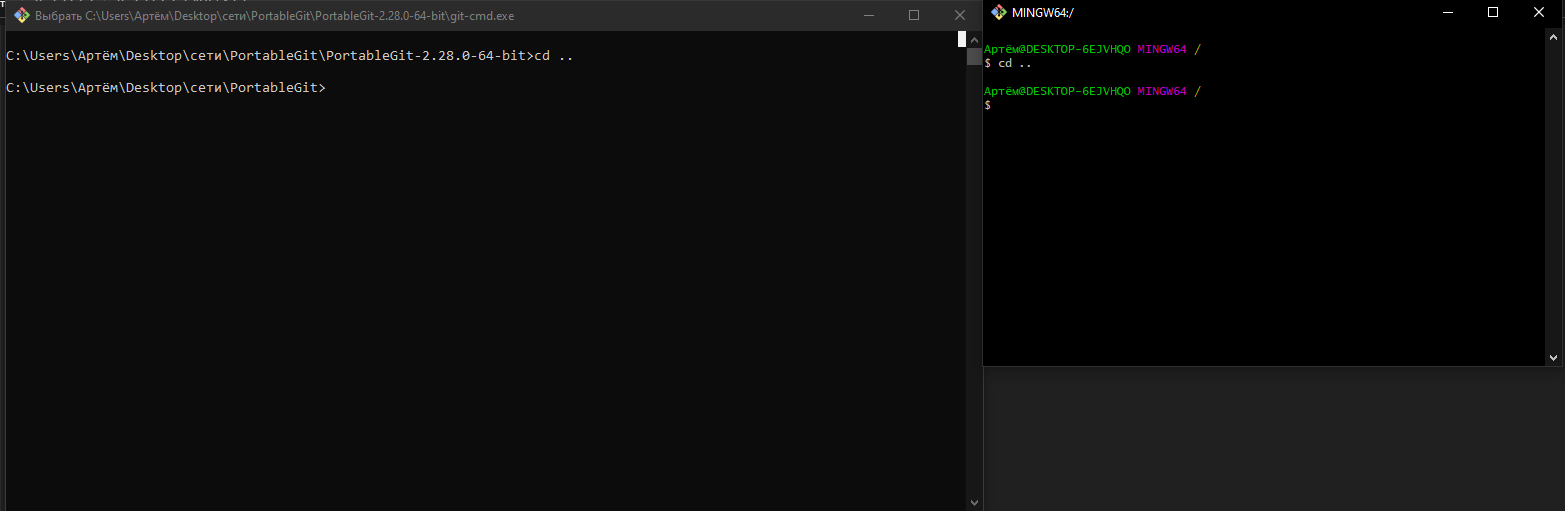 Выбрать C:\Users\Артём\Desktop\сети\PortableGit\PortableGit-2.28.0-64-bit\git-cmd.exe
C:\Users\Артём\Desktop\сети\PortableGit\PortableGit-2.28.0-64-bit>cd ..
C:\Users\Артём\Desktop\сети\PortableGit>
MINGW64:/
Артём@DESKTOP-6EJVHQO MINGW64 /
$ cd ..
Артём@DESKTOP-6EJVHQO MINGW64 /
$